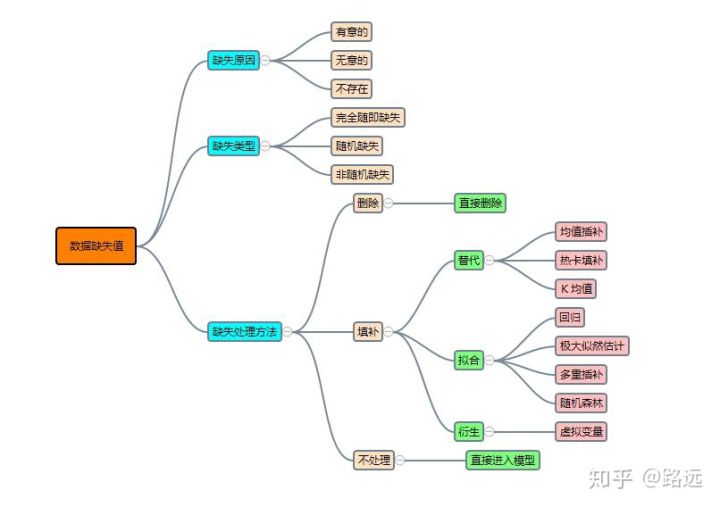 数据缺失值
缺失原因
有意的
无意的
不存在
缺失类型
完全随即缺失
随机缺失
非随机缺失
缺失处理方法
删除
直接删除
填补
替代
均值插补
热卡填补
K均值
拟合
回归
极大似然估计
多重插补
随机森林
衍生
虚拟变量
不处理
直接进入模型
知乎 @路远